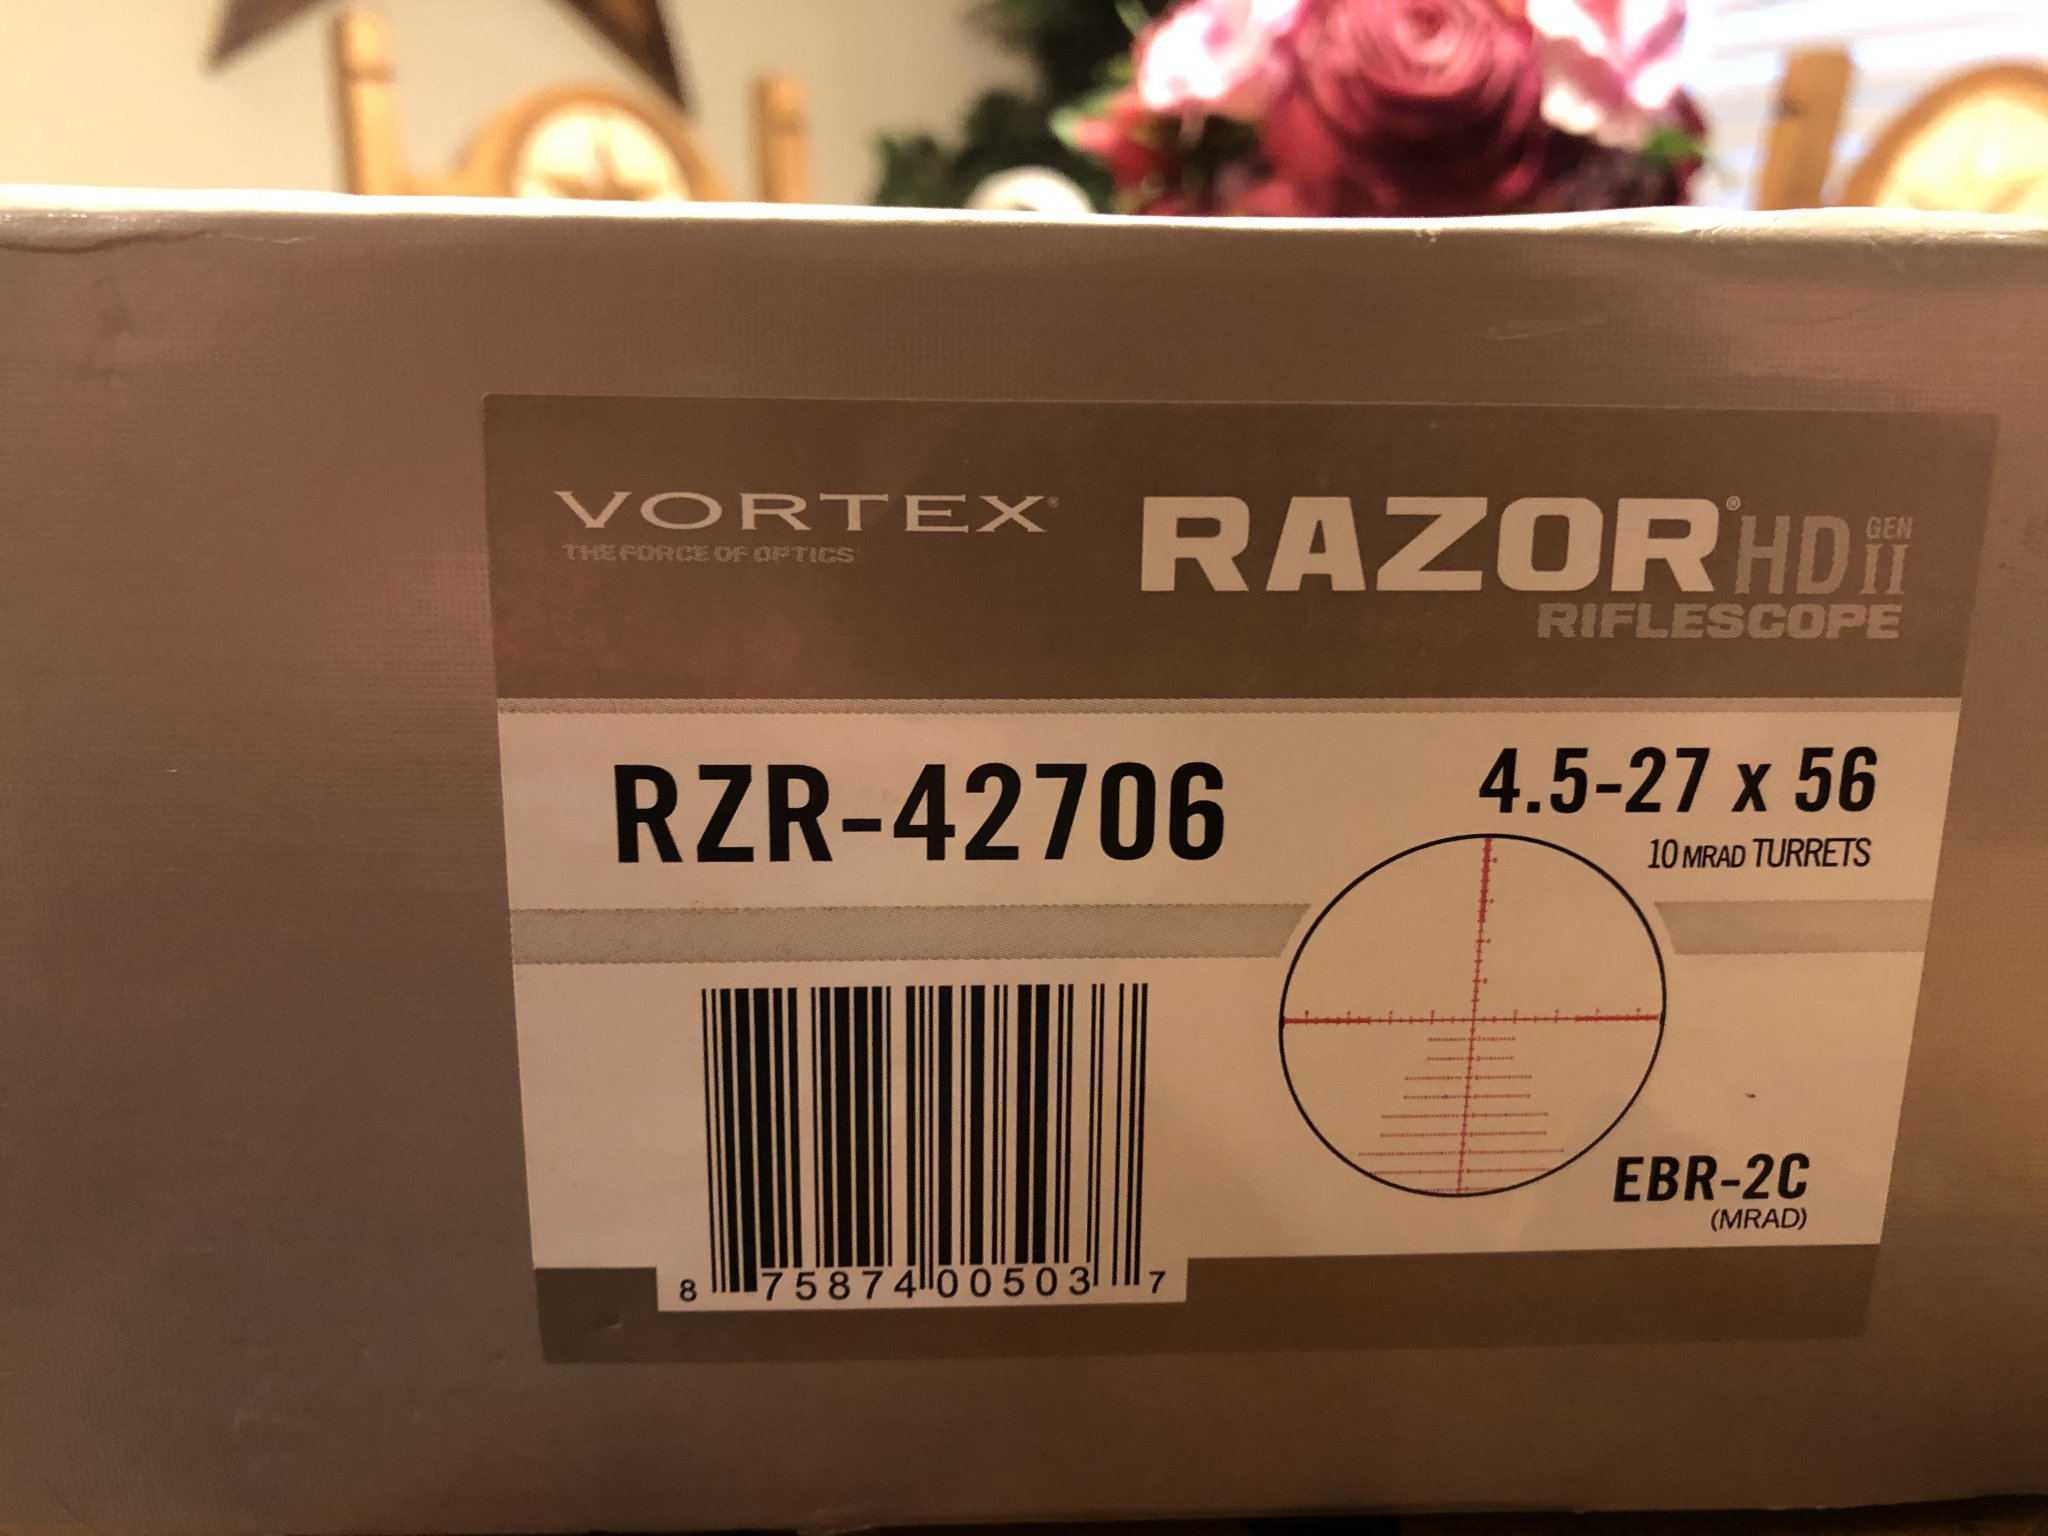 VORTEX®
THE FORCE OF OPTICS
RAZOR® HD GEN II
RIFLESCOPE
RZR-42706
4.5-27 x 56
10 MRAD TURRETS
EBR-2C
(MRAD)
8 75874 00503 7